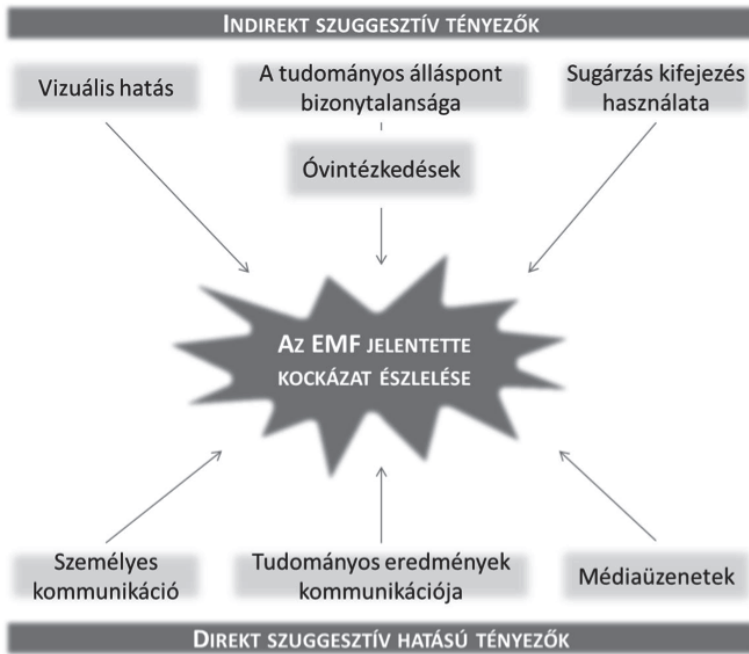 INDIREKT SZUGGESZTÍV TÉNYEZŐK
Vizuális hatás
A tudományos álláspont
bizonytalansága
Sugárzás kifejezés
használata
Óvintézkedések
AZ EMF JELENTETTE
KOCKÁZAT ÉSZLELÉSE
Személyes
kommunikáció
Tudományos eredmények
kommunikációja
Médiaüzenetek
DIREKT SZUGGESZTÍV HATÁSÚ TÉNYEZŐK